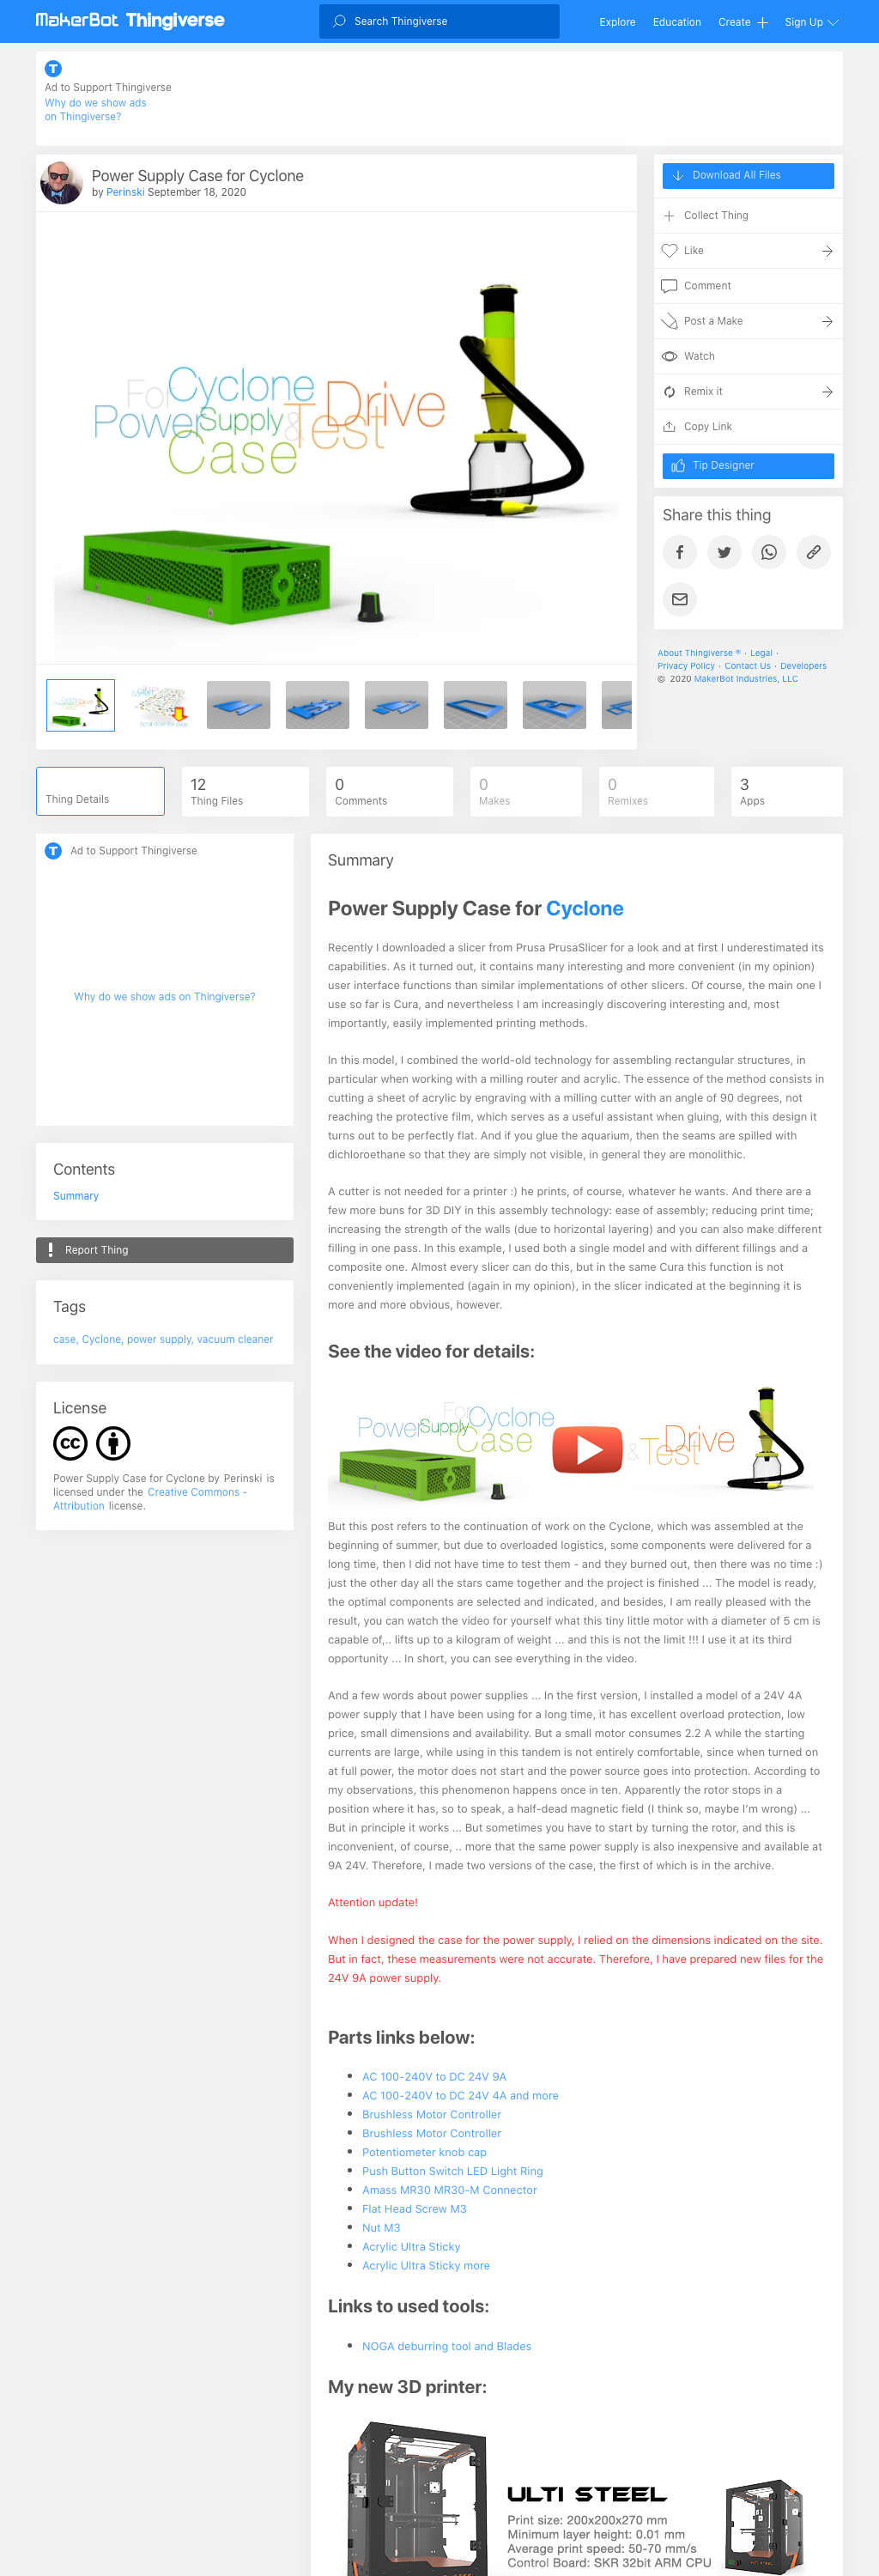 MakerBot Thingiverse
Search Thingiverse
Explore
Education
Create
Sign Up
Ad to Support Thingiverse
Why do we show ads
on Thingiverse?
Power Supply Case for Cyclone
by Perinski September 18, 2020
For Cyclone Drive
Power Supply & Test
Case
Download All Files
Collect Thing
Like
Comment
Post a Make
Watch
Remix it
Copy Link
Tip Designer
Share this thing
About Thingiverse ® · Legal ·
Privacy Policy · Contact Us · Developers
© 2020 MakerBot Industries, LLC
Thing Details
12
Thing Files
0
Comments
0
Makes
0
Remixes
3
Apps
Ad to Support Thingiverse
Why do we show ads on Thingiverse?
Contents
Summary
Report Thing
Tags
case, Cyclone, power supply, vacuum cleaner
License
Power Supply Case for Cyclone by Perinski is
licensed under the Creative Commons -
Attribution license.
Summary
Power Supply Case for Cyclone
Recently I downloaded a slicer from Prusa PrusaSlicer for a look and at first I underestimated its
capabilities. As it turned out, it contains many interesting and more convenient (in my opinion)
user interface functions than similar implementations of other slicers. Of course, the main one I
use so far is Cura, and nevertheless I am increasingly discovering interesting and, most
importantly, easily implemented printing methods.
In this model, I combined the world-old technology for assembling rectangular structures, in
particular when working with a milling router and acrylic. The essence of the method consists in
cutting a sheet of acrylic by engraving with a milling cutter with an angle of 90 degrees, not
reaching the protective film, which serves as a useful assistant when gluing, with this design it
turns out to be perfectly flat. And if you glue the aquarium, then the seams are spilled with
dichloroethane so that they are simply not visible, in general they are monolithic.
A cutter is not needed for a printer :) he prints, of course, whatever he wants. And there are a
few more buns for 3D DIY in this assembly technology: ease of assembly; reducing print time;
increasing the strength of the walls (due to horizontal layering) and you can also make different
filling in one pass. In this example, I used both a single model and with different fillings and a
composite one. Almost every slicer can do this, but in the same Cura this function is not
conveniently implemented (again in my opinion), in the slicer indicated at the beginning it is
more and more obvious, however.
See the video for details:
For Cyclone
Power Supply Case & Test Drive
But this post refers to the continuation of work on the Cyclone, which was assembled at the
beginning of summer, but due to overloaded logistics, some components were delivered for a
long time, then I did not have time to test them - and they burned out, then there was no time :)
just the other day all the stars came together and the project is finished ... The model is ready,
the optimal components are selected and indicated, and besides, I am really pleased with the
result, you can watch the video for yourself what this tiny little motor with a diameter of 5 cm is
capable of,.. lifts up to a kilogram of weight ... and this is not the limit !!! I use it at its third
opportunity ... In short, you can see everything in the video.
And a few words about power supplies ... In the first version, I installed a model of a 24V 4A
power supply that I have been using for a long time, it has excellent overload protection, low
price, small dimensions and availability. But a small motor consumes 2.2 A while the starting
currents are large, while using in this tandem is not entirely comfortable, since when turned on
at full power, the motor does not start and the power source goes into protection. According to
my observations, this phenomenon happens once in ten. Apparently the rotor stops in a
position where it has, so to speak, a half-dead magnetic field (I think so, maybe I'm wrong) ...
But in principle it works ... But sometimes you have to start by turning the rotor, and this is
inconvenient, of course, .. more that the same power supply is also inexpensive and available at
9A 24V. Therefore, I made two versions of the case, the first of which is in the archive.
Attention update!
When I designed the case for the power supply, I relied on the dimensions indicated on the site.
But in fact, these measurements were not accurate. Therefore, I have prepared new files for the
24V 9A power supply.
Parts links below:
AC 100-240V to DC 24V 9A
AC 100-240V to DC 24V 4A and more
Brushless Motor Controller
Brushless Motor Controller
Potentiometer knob cap
Push Button Switch LED Light Ring
Amass MR30 MR30-M Connector
Flat Head Screw M3
Nut M3
Acrylic Ultra Sticky
Acrylic Ultra Sticky more
Links to used tools:
NOGA deburring tool and Blades
My new 3D printer:
ULTI STEEL
Print size: 200x200x270 mm
Minimum layer height: 0.01 mm
Average print speed: 50-70 mm/s
Control Board: SKR 32bit ARM CPU